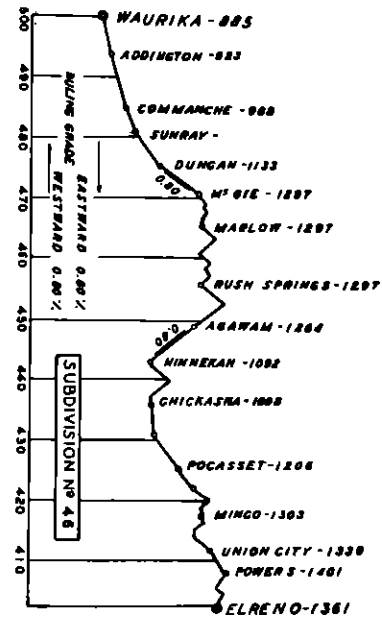 500
WAURIKA - 885
ADDINGTON - 923
490
COMMANCHE - 988
480
SUNRAY -
DUNCAN - 1133
0.80
470
McGIE - 1297
MARLOW - 1297
460
RUSH SPRINGS - 1297
450
AGAWAM - 1264
0.80
NINNEKAH - 1092
440
CHICKASHA - 1098
430
POCASSET - 1206
420
MINGO - 1303
UNION CITY - 1339
410
POWERS - 1401
ELRENO - 1361
RULING GRADE
EASTWARD 0.80 %
WESTWARD 0.80 %
SUBDIVISION Nº 46